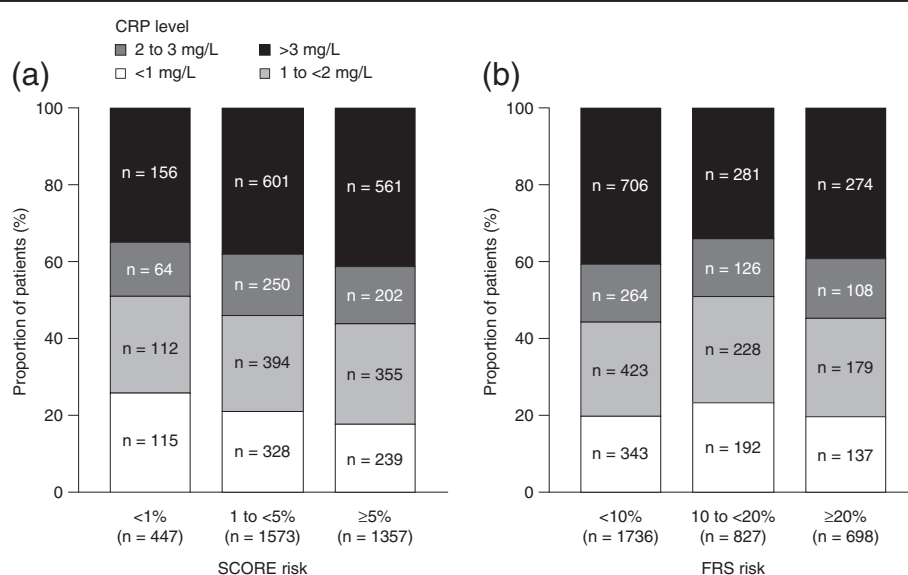 CRP level
2 to 3 mg/L >3 mg/L
<1 mg/L 1 to <2 mg/L
(a)
100
80
60
40
20
0
Proportion of patients (%)
n = 156
n = 64
n = 112
n = 115
n = 601
n = 250
n = 394
n = 328
n = 561
n = 202
n = 355
n = 239
<1% 1 to <5% ≥5%
(n = 447) (n = 1573) (n = 1357)
SCORE risk
(b)
100
80
60
40
20
0
Proportion of patients (%)
n = 706
n = 264
n = 423
n = 343
n = 281
n = 126
n = 228
n = 192
n = 274
n = 108
n = 179
n = 137
<10% 10 to <20% ≥20%
(n = 1736) (n = 827) (n = 698)
FRS risk